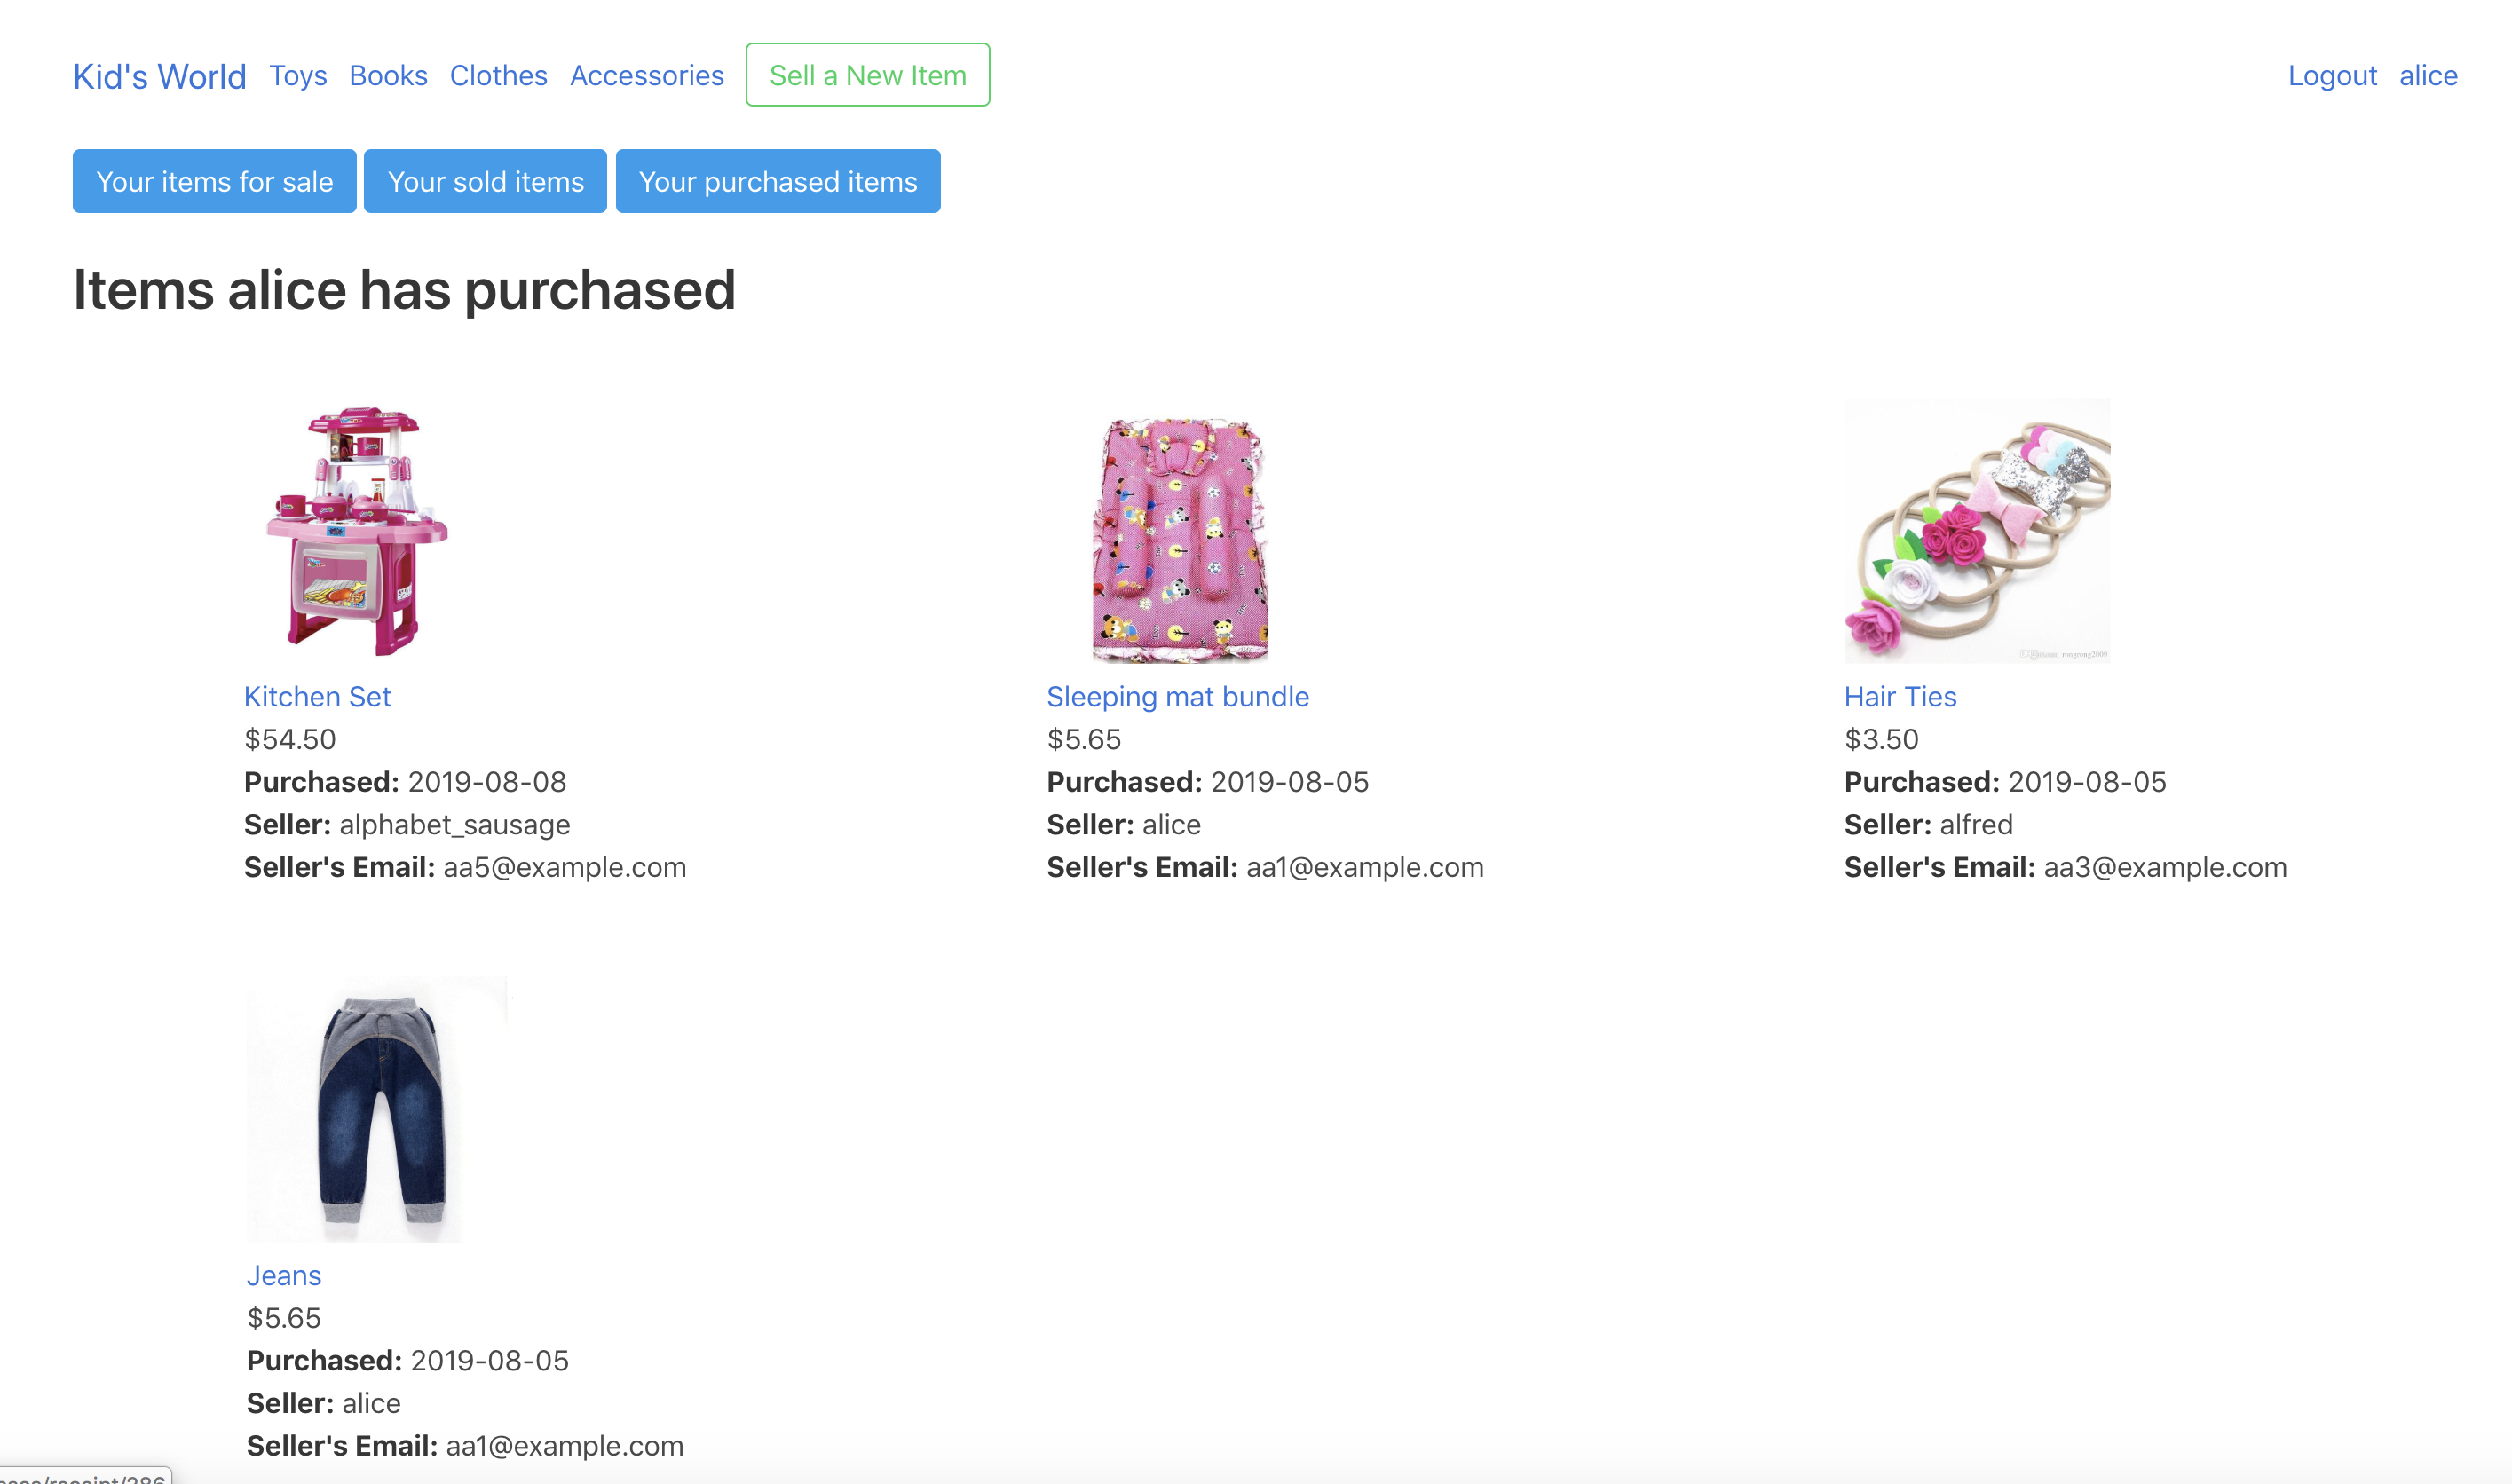 Kid's World Toys Books Clothes Accessories Sell a New Item Logout alice
Your items for sale Your sold items Your purchased items
Items alice has purchased
Kitchen Set
$54.50
Purchased: 2019-08-08
Seller: alphabet_sausage
Seller's Email: aa5@example.com
Sleeping mat bundle
$5.65
Purchased: 2019-08-05
Seller: alice
Seller's Email: aa1@example.com
Hair Ties
$3.50
Purchased: 2019-08-05
Seller: alfred
Seller's Email: aa3@example.com
Jeans
$5.65
Purchased: 2019-08-05
Seller: alice
Seller's Email: aa1@example.com